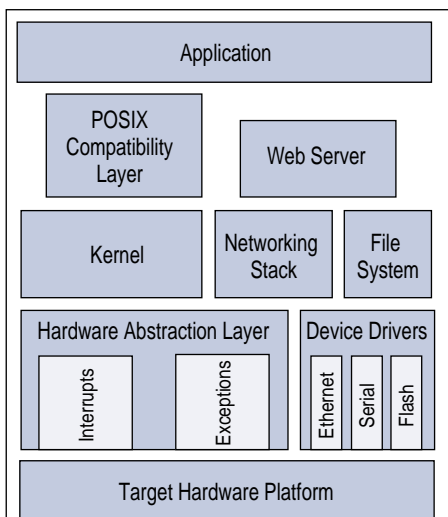 Application
POSIX
Compatibility
Layer
Web Server
Kernel
Networking
Stack
File
System
Hardware Abstraction Layer
Interrupts
Exceptions
Device Drivers
Ethernet
Serial
Flash
Target Hardware Platform